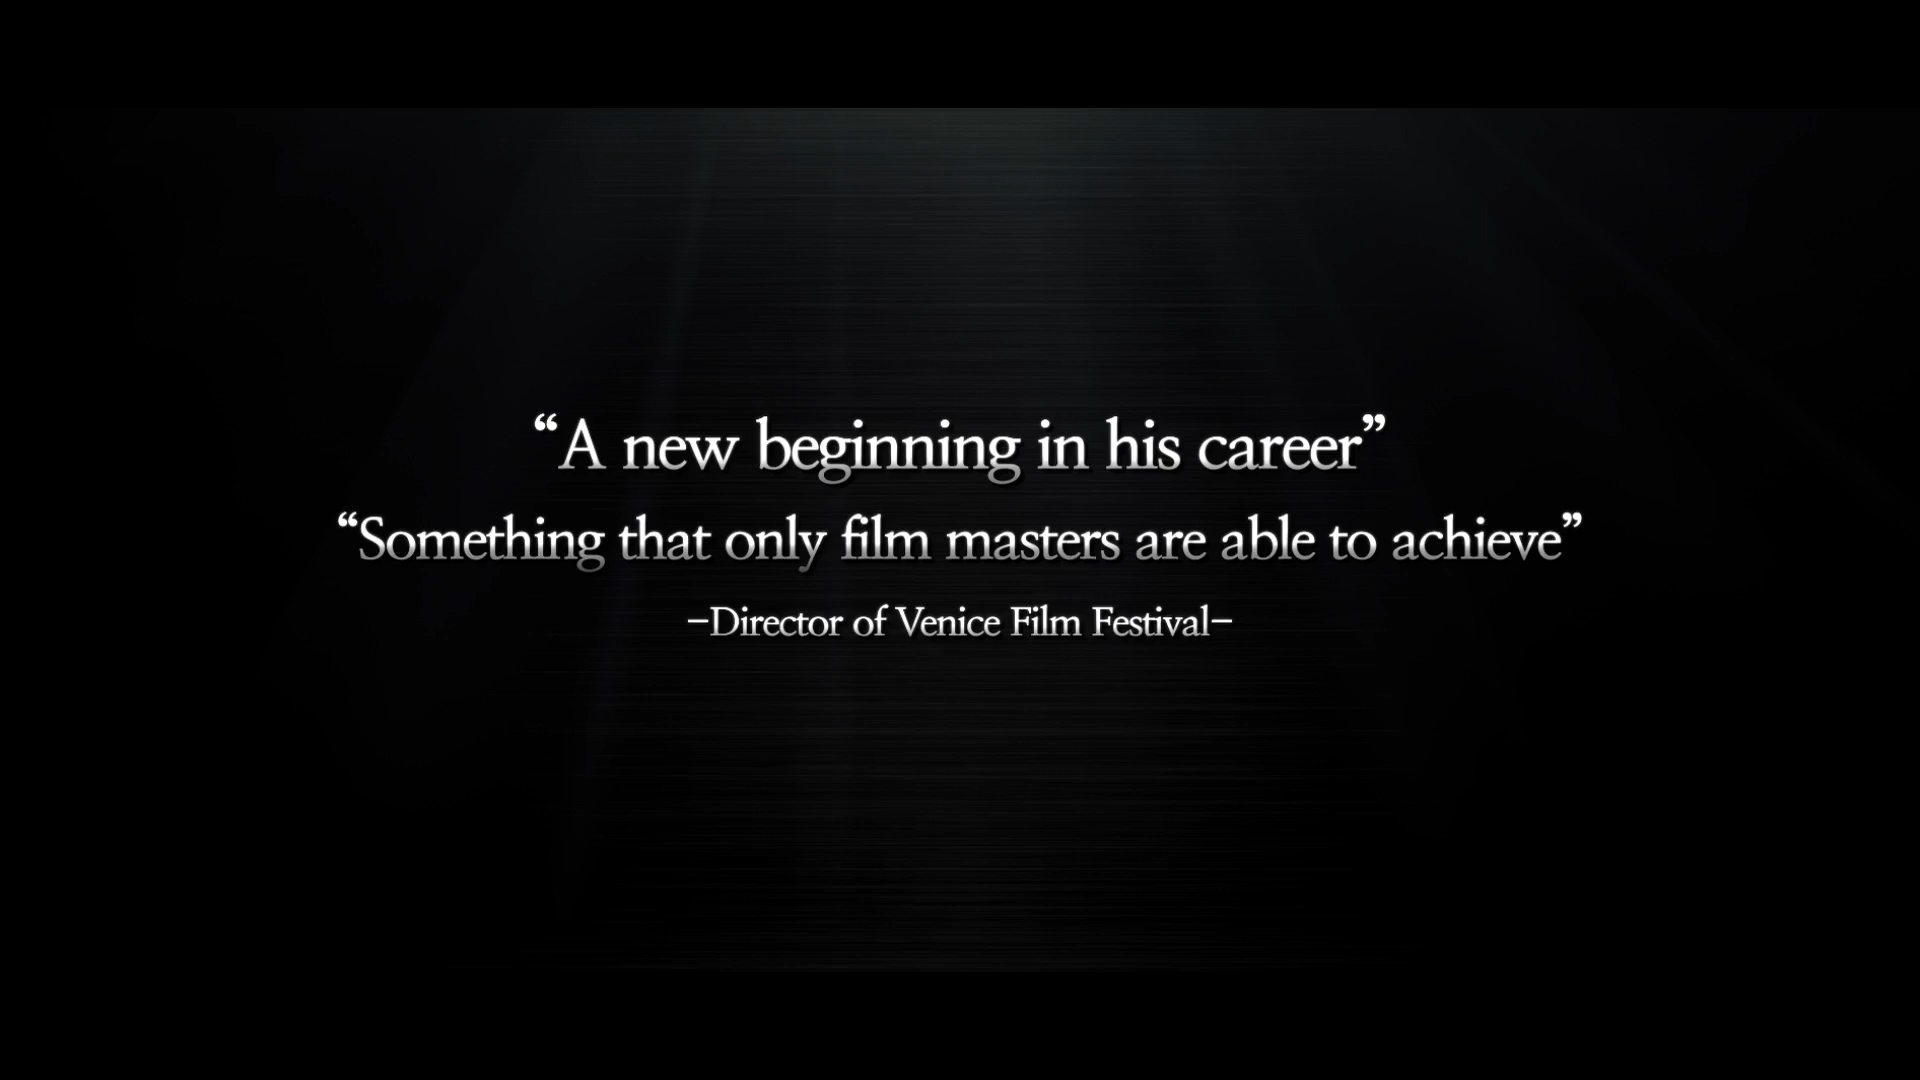 “A new beginning in his career”
“Something that only film masters are able to achieve”
–Director of Venice Film Festival–